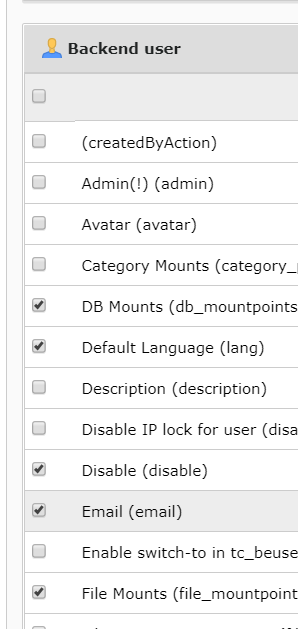 Backend user
(createdByAction)
Admin(!) (admin)
Avatar (avatar)
Category Mounts (category_
DB Mounts (db_mountpoints
Default Language (lang)
Description (description)
Disable IP lock for user (disa
Disable (disable)
Email (email)
Enable switch-to in tc_beuse
File Mounts (file_mountpoint